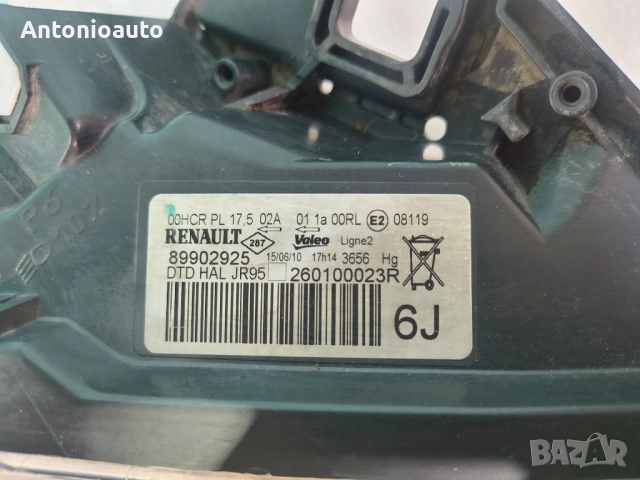 Antonioauto
00HCR PL 17,5 02A 01 1a 00RL E2 08119
RENAULT 287 Valeo Ligne2
89902925 15/06/10 17h14 3656 Hg
DTD HAL JR95 260100023R
6J
BAZAR